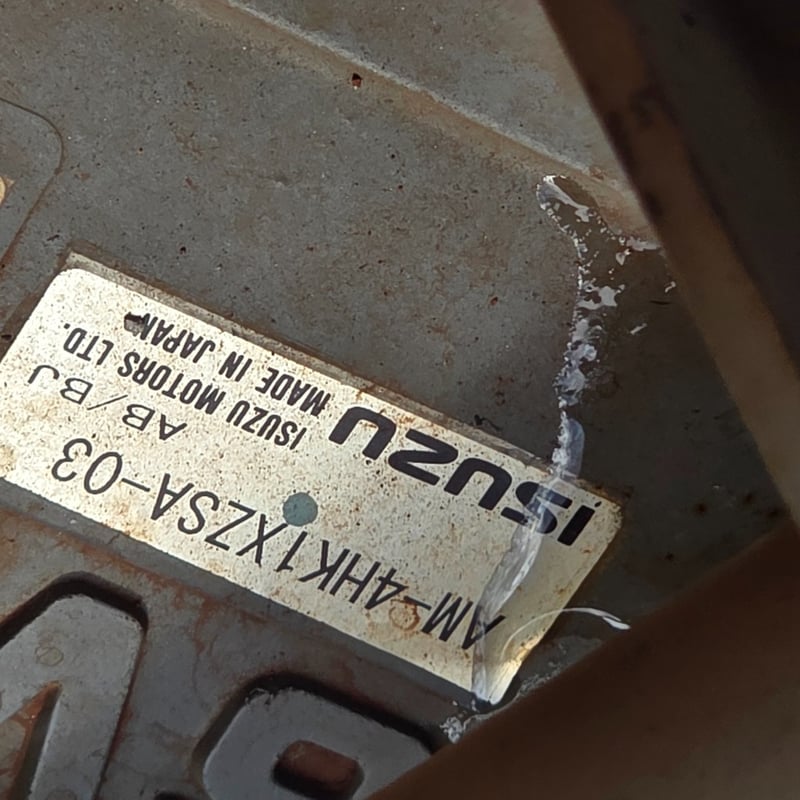 ISUZU
ISUZU MOTORS LTD.
MADE IN JAPAN
AB/BJ
AM-4HK1XZSA-03